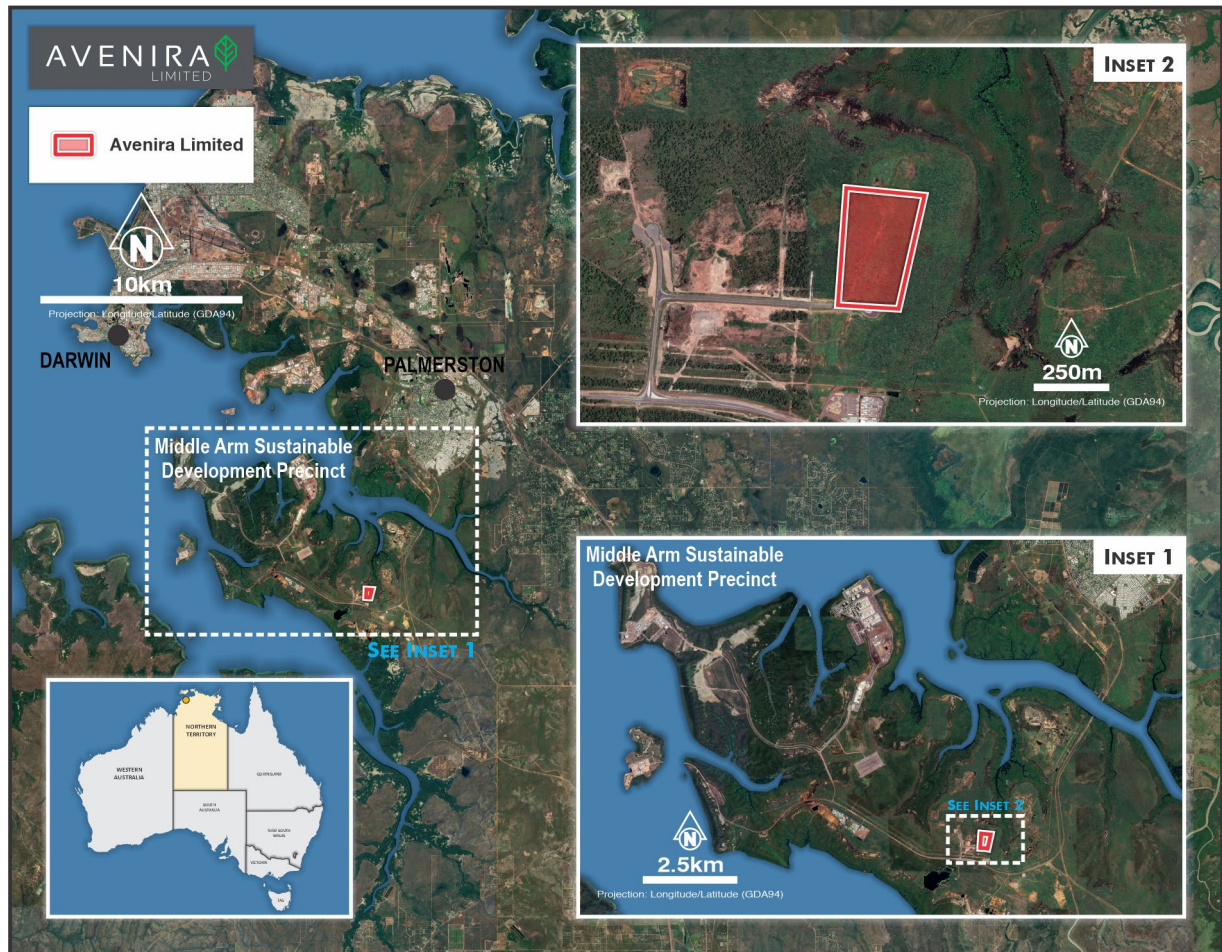 AVENIRA
LIMITED
Avenira Limited
N
10km
Projection: Longitude/Latitude (GDA94)
DARWIN
PALMERSTON
Middle Arm Sustainable
Development Precinct
SEE INSET 1
INSET 2
N
250m
Projection: Longitude/Latitude (GDA94)
Middle Arm Sustainable
Development Precinct
INSET 1
SEE INSET 2
N
2.5km
Projection: Longitude/Latitude (GDA94)
NORTHERN
TERRITORY
WESTERN
AUSTRALIA
QUEENSLAND
SOUTH
AUSTRALIA
NEW SOUTH
WALES
VICTORIA
TAS